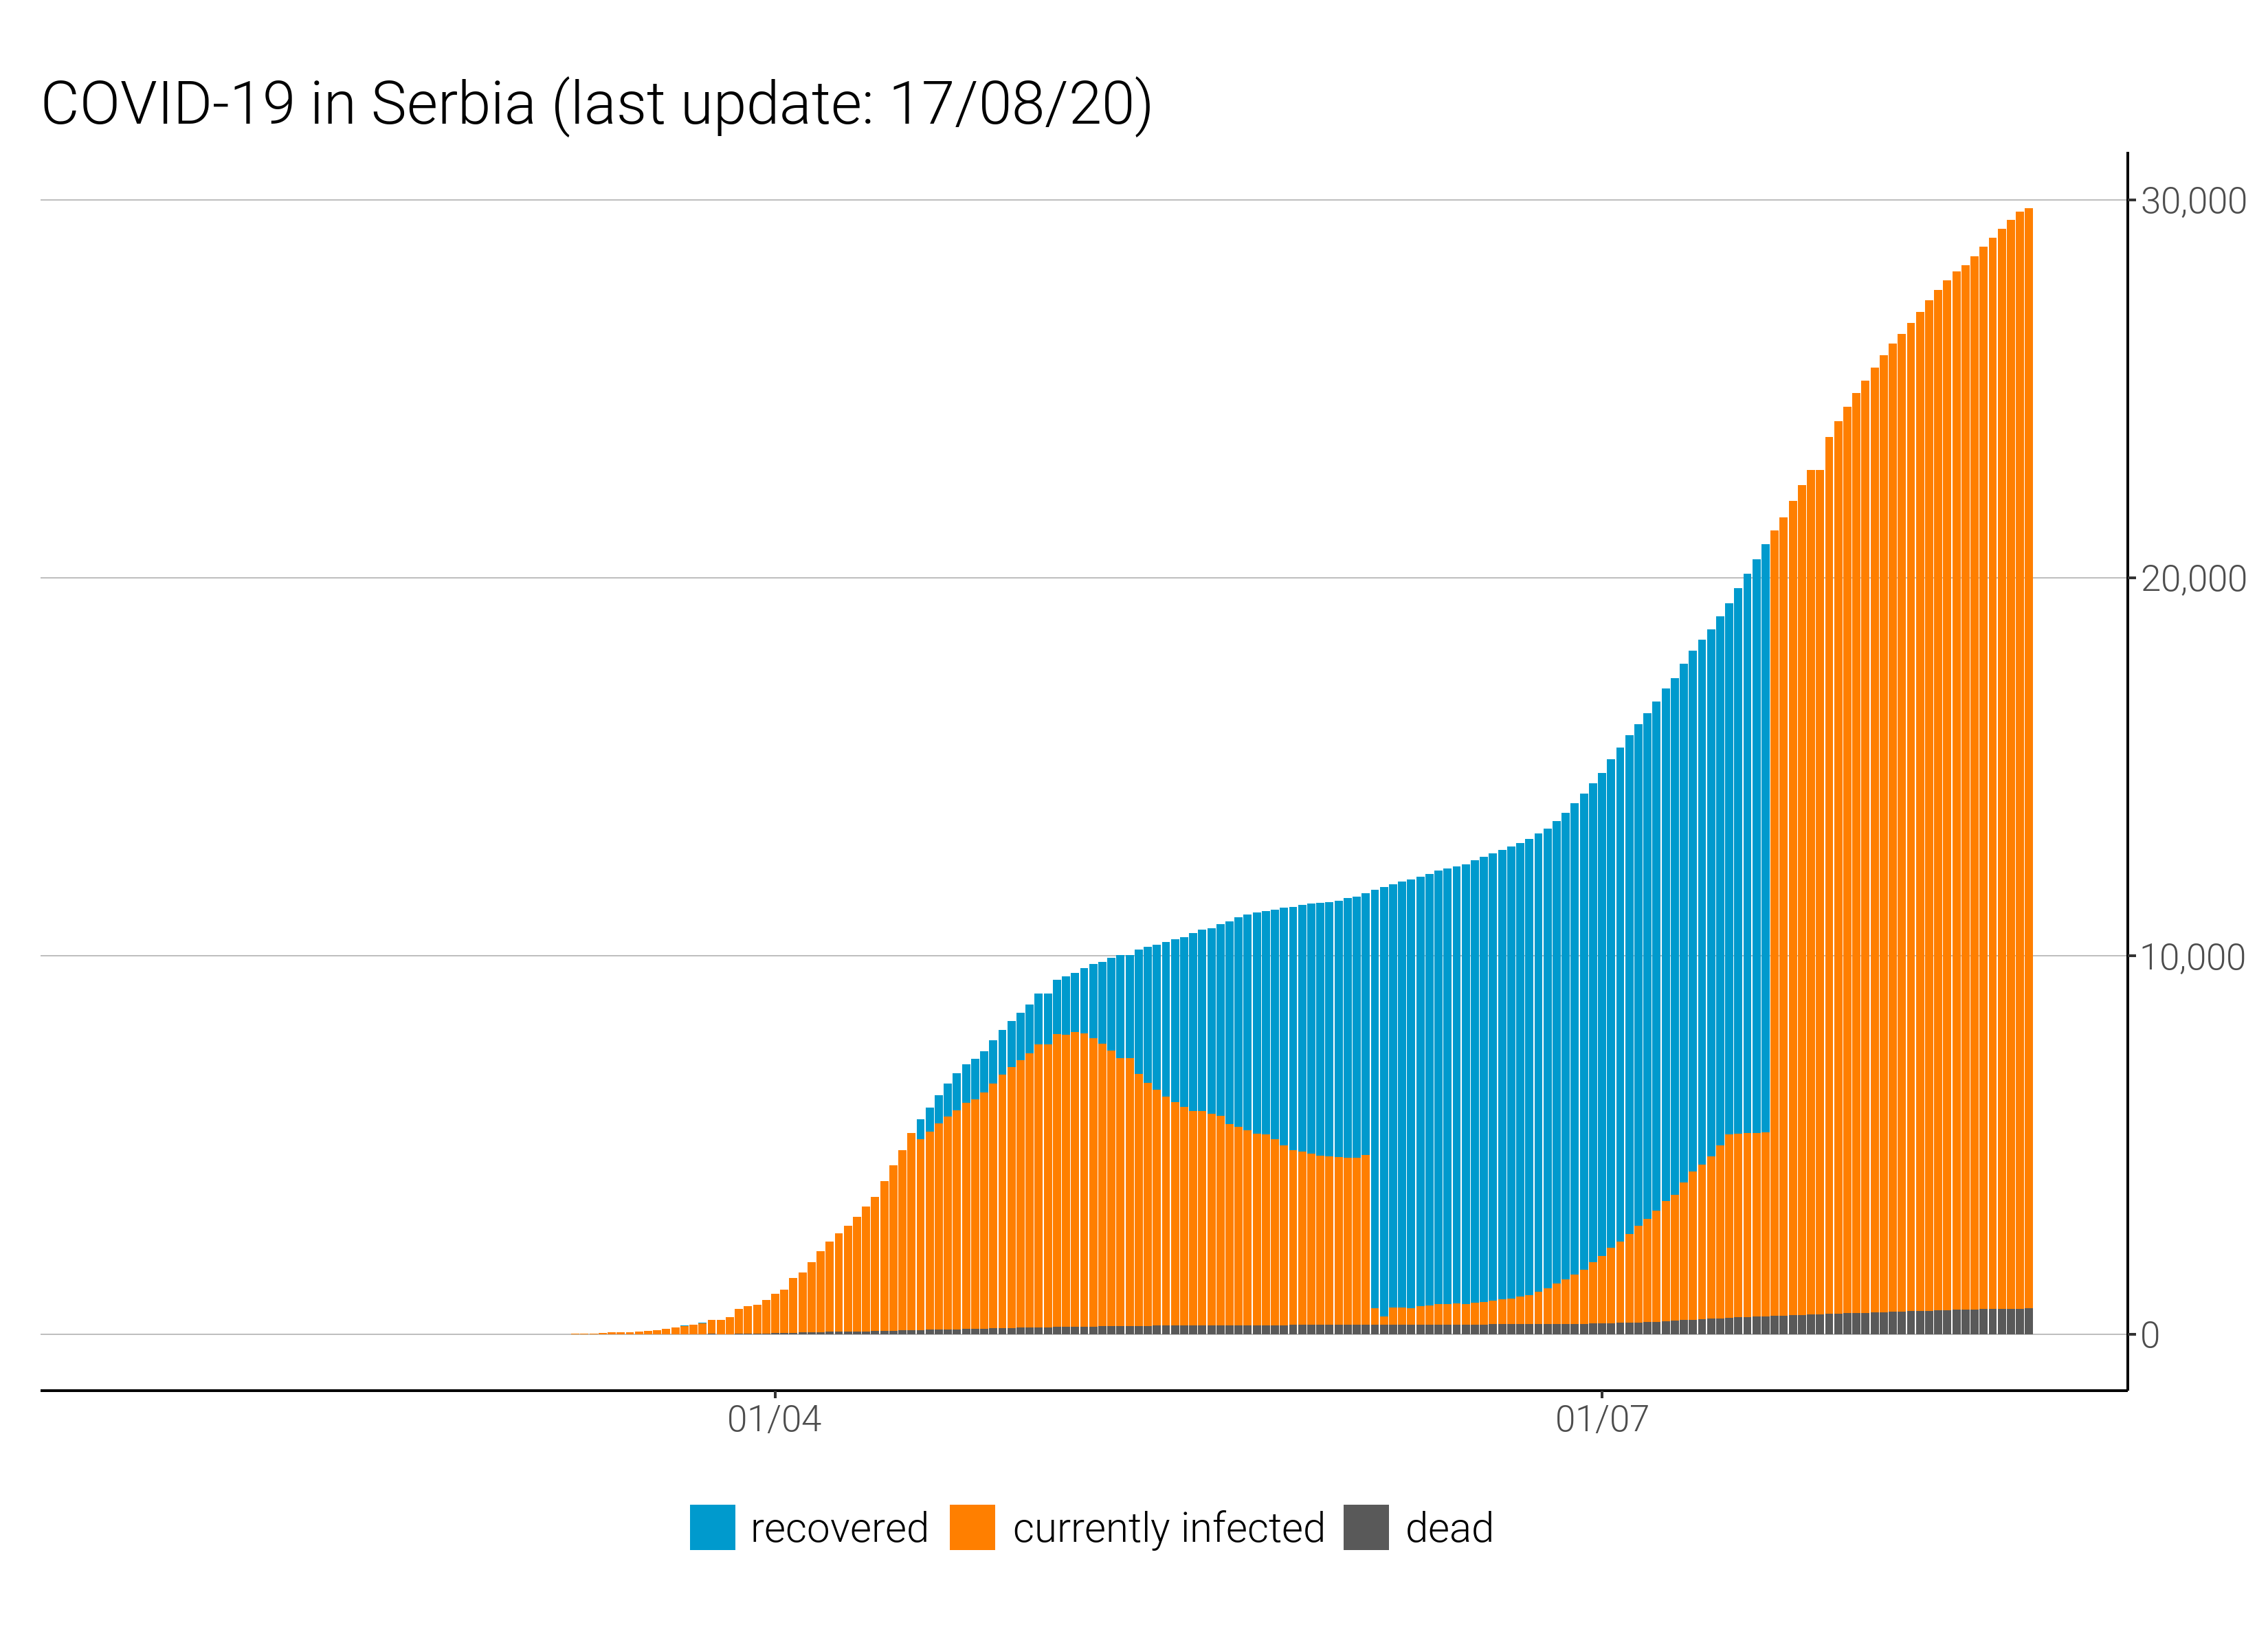 COVID-19 in Serbia (last update: 17/08/20)
30,000
20,000
10,000
0
01/04 01/07
recovered currently infected dead